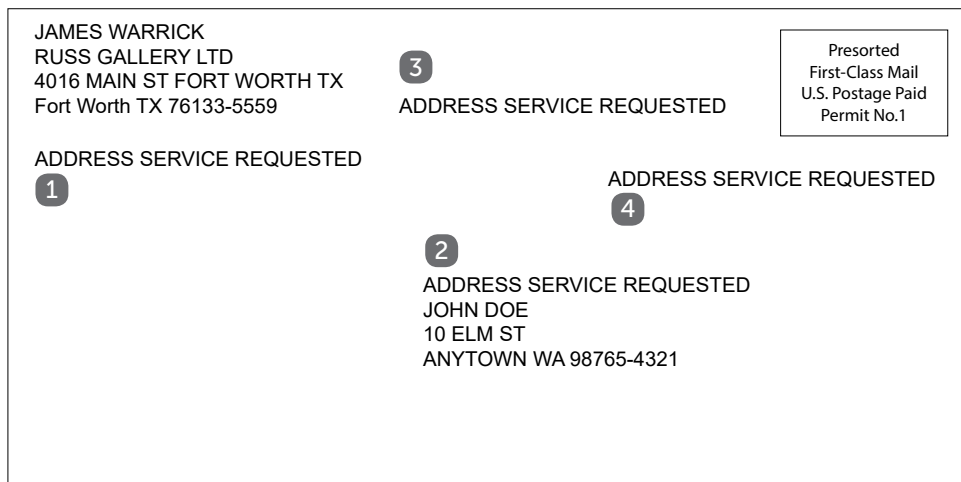 JAMES WARRICK
RUSS GALLERY LTD
4016 MAIN ST FORT WORTH TX
Fort Worth TX 76133-5559
3
ADDRESS SERVICE REQUESTED
Presorted
First-Class Mail
U.S. Postage Paid
Permit No.1
ADDRESS SERVICE REQUESTED
1
ADDRESS SERVICE REQUESTED
4
2
ADDRESS SERVICE REQUESTED
JOHN DOE
10 ELM ST
ANYTOWN WA 98765-4321